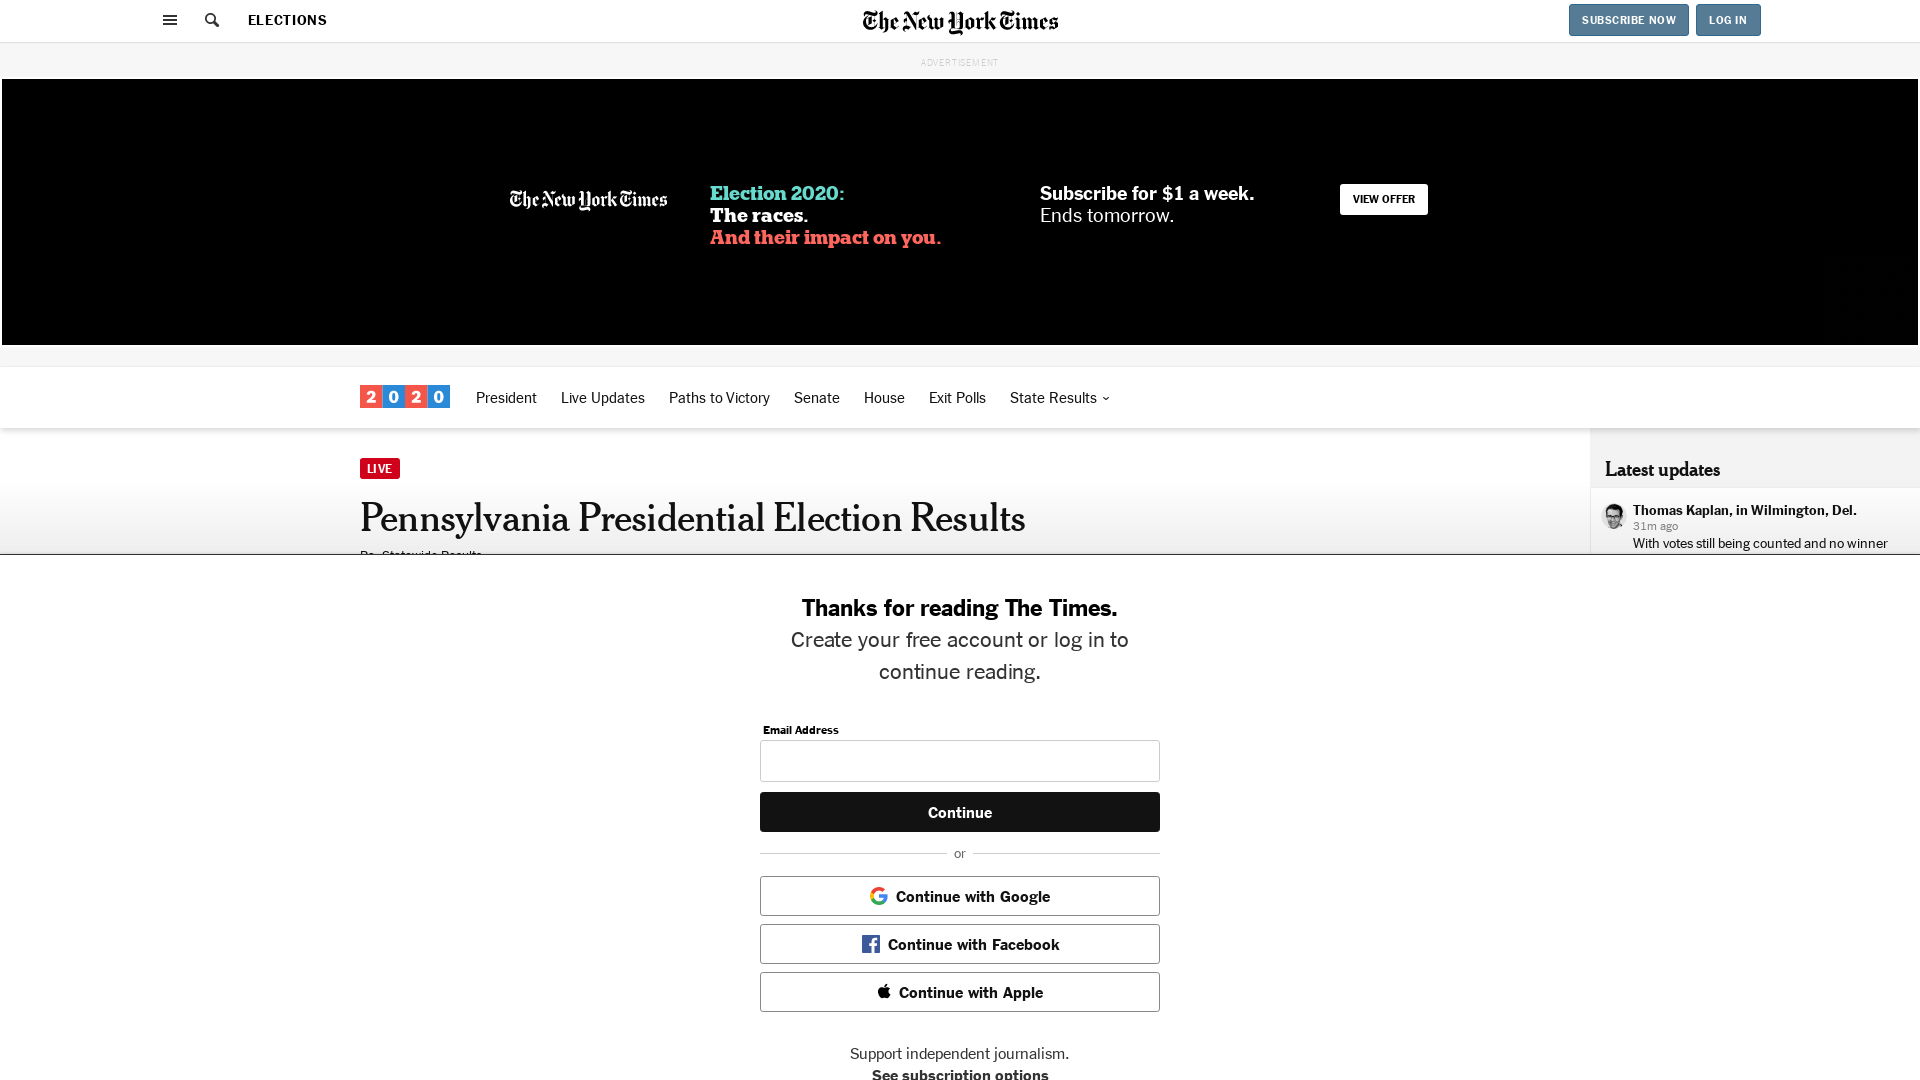 ELECTIONS
The New York Times
SUBSCRIBE NOW
LOG IN
ADVERTISEMENT
The New York Times
Election 2020:
The races.
And their impact on you.
Subscribe for $1 a week.
Ends tomorrow.
VIEW OFFER
2020
President
Live Updates
Paths to Victory
Senate
House
Exit Polls
State Results
LIVE
Pennsylvania Presidential Election Results
Latest updates
Thomas Kaplan, in Wilmington, Del.
31m ago
With votes still being counted and no winner
Thanks for reading The Times.
Create your free account or log in to
continue reading.
Email Address
Continue
or
Continue with Google
Continue with Facebook
Continue with Apple
Support independent journalism.
See subscription options